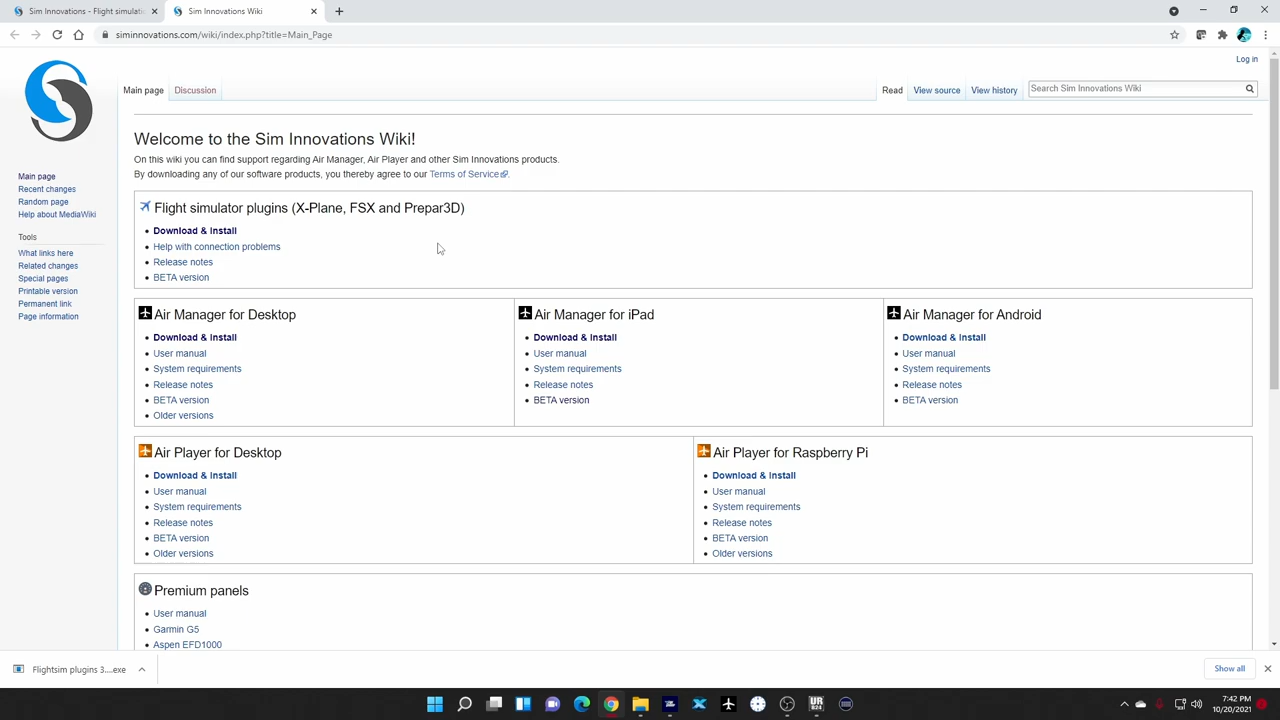 Sim Innovations - Flight simulati
Sim Innovations Wiki
siminnovations.com/wiki/index.php?title=Main_Page
Log in
Main page
Discussion
Read
View source
View history
Search Sim Innovations Wiki
Welcome to the Sim Innovations Wiki!
On this wiki you can find support regarding Air Manager, Air Player and other Sim Innovations products.
By downloading any of our software products, you thereby agree to our Terms of Service.
Main page
Recent changes
Random page
Help about MediaWiki
Tools
What links here
Related changes
Special pages
Printable version
Permanent link
Page information
Flight simulator plugins (X-Plane, FSX and Prepar3D)
Download & Install
Help with connection problems
Release notes
BETA version
Air Manager for Desktop
Download & Install
User manual
System requirements
Release notes
BETA version
Older versions
Air Manager for iPad
Download & Install
User manual
System requirements
Release notes
BETA version
Air Manager for Android
Download & Install
User manual
System requirements
Release notes
BETA version
Air Player for Desktop
Download & Install
User manual
System requirements
Release notes
BETA version
Older versions
Air Player for Raspberry Pi
Download & Install
User manual
System requirements
Release notes
BETA version
Older versions
Premium panels
User manual
Garmin G5
Aspen EFD1000
Flightsim plugins 3....exe
Show all
UR
824
7:42 PM
10/20/2021